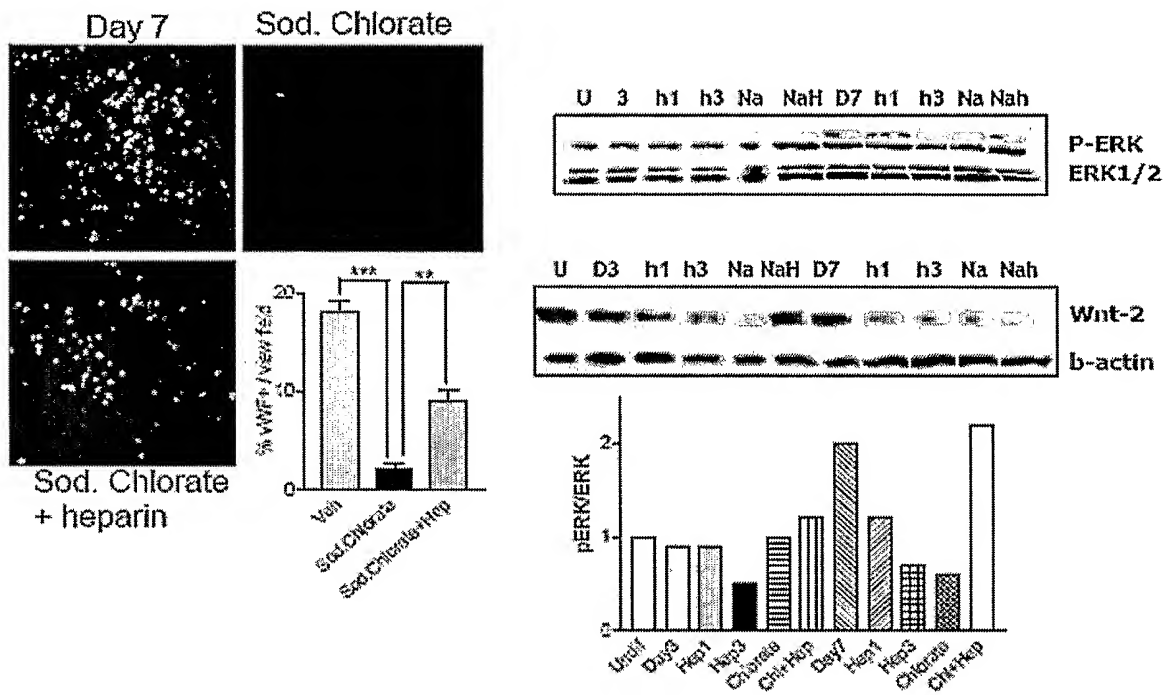 Day 7
Sod. Chlorate
Sod. Chlorate
+ heparin
***
**
20
10
0
% VWF+ / view field
Veh
Sod.Chlorate
Sod.Chlorate+Hep
U 3 h1 h3 Na NaH D7 h1 h3 Na Nah
P-ERK
ERK1/2
U D3 h1 h3 Na NaH D7 h1 h3 Na Nah
Wnt-2
b-actin
pERK/ERK
2
1
0
Undif
Day3
Hep1
Hep3
Chlorate
Chl+Hep
Day7
Hep1
Hep3
Chlorate
Chl+Hep